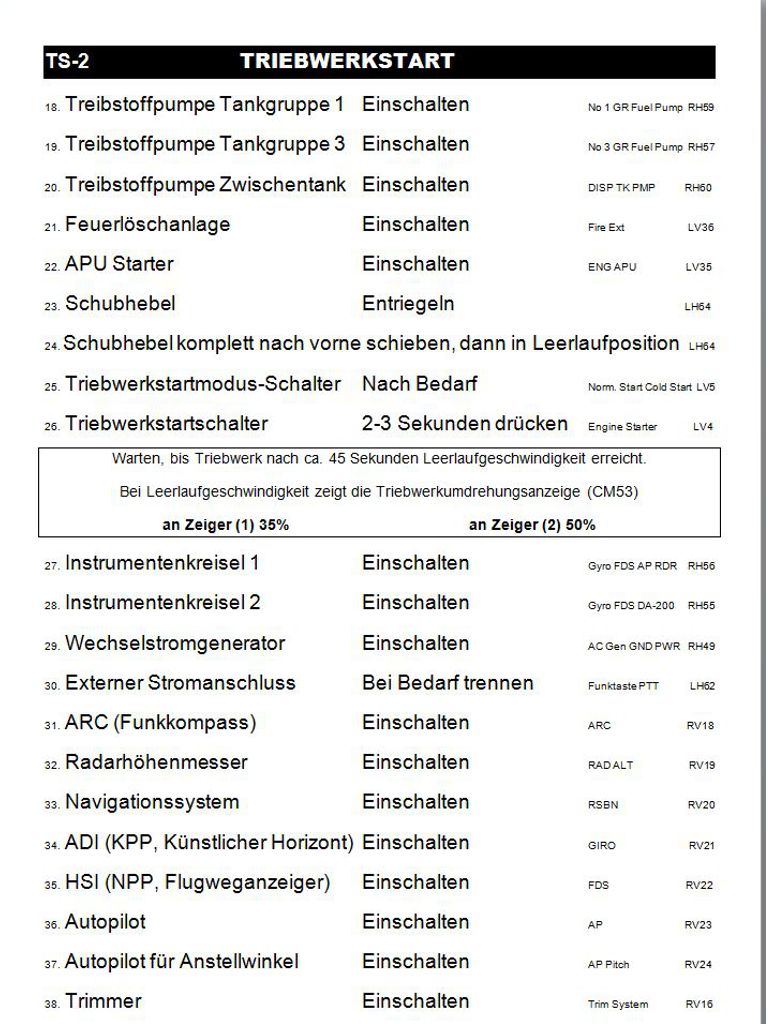 TS-2 TRIEBWERKSTART
18. Treibstoffpumpe Tankgruppe 1 Einschalten No 1 GR Fuel Pump RH59
19. Treibstoffpumpe Tankgruppe 3 Einschalten No 3 GR Fuel Pump RH57
20. Treibstoffpumpe Zwischentank Einschalten DISP TK PMP RH60
21. Feuerlöschanlage Einschalten Fire Ext LV36
22. APU Starter Einschalten ENG APU LV35
23. Schubhebel Entriegeln LH64
24. Schubhebel komplett nach vorne schieben, dann in Leerlaufposition LH64
25. Triebwerkstartmodus-Schalter Nach Bedarf Norm. Start Cold Start LV5
26. Triebwerkstartschalter 2-3 Sekunden drücken Engine Starter LV4
Warten, bis Triebwerk nach ca. 45 Sekunden Leerlaufgeschwindigkeit erreicht.
Bei Leerlaufgeschwindigkeit zeigt die Triebwerkumdrehungsanzeige (CM53)
an Zeiger (1) 35% an Zeiger (2) 50%
27. Instrumentenkreisel 1 Einschalten Gyro FDS AP RDR RH56
28. Instrumentenkreisel 2 Einschalten Gyro FDS DA-200 RH55
29. Wechselstromgenerator Einschalten AC Gen GND PWR RH49
30. Externer Stromanschluss Bei Bedarf trennen Funktaste PTT LH62
31. ARC (Funkkompass) Einschalten ARC RV18
32. Radarhöhenmesser Einschalten RAD ALT RV19
33. Navigationssystem Einschalten RSBN RV20
34. ADI (KPP, Künstlicher Horizont) Einschalten GIRO RV21
35. HSI (NPP, Flugweganzeiger) Einschalten FDS RV22
36. Autopilot Einschalten AP RV23
37. Autopilot für Anstellwinkel Einschalten AP Pitch RV24
38. Trimmer Einschalten Trim System RV16